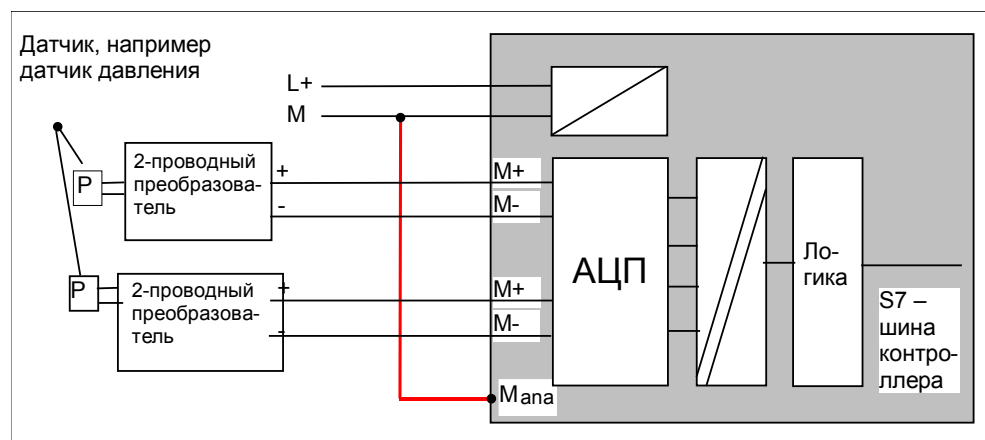 Датчик, например
датчик давления
L+
M
P
2-проводный
преобразова-
тель
+
-
M+
M-
P
2-проводный
преобразова-
тель
+
-
M+
M-
Mana
АЦП
Ло-
гика
S7 –
шина
контро-
ллера